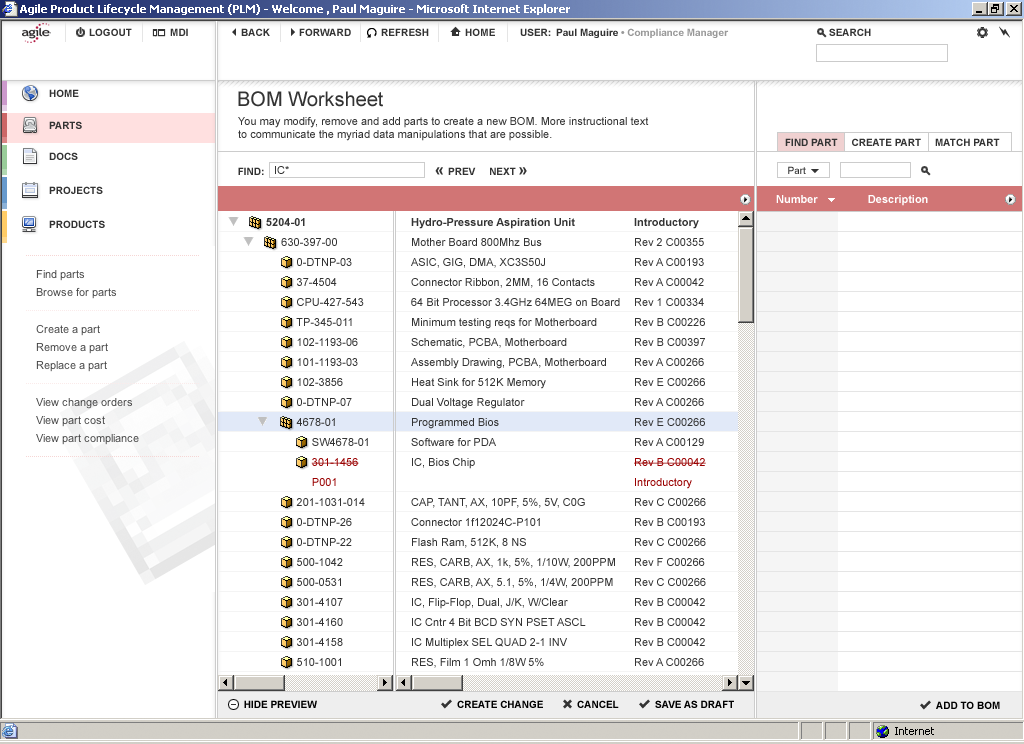 Agile Product Lifecycle Management (PLM) - Welcome , Paul Maguire - Microsoft Internet Explorer
agile
LOGOUT
MDI
BACK
FORWARD
REFRESH
HOME
USER: Paul Maguire • Compliance Manager
SEARCH
HOME
PARTS
DOCS
PROJECTS
PRODUCTS
Find parts
Browse for parts
Create a part
Remove a part
Replace a part
View change orders
View part cost
View part compliance
BOM Worksheet
You may modify, remove and add parts to create a new BOM. More instructional text
to communicate the myriad data manipulations that are possible.
FIND: IC* PREV NEXT
5204-01 Hydro-Pressure Aspiration Unit Introductory
630-397-00 Mother Board 800Mhz Bus Rev 2 C00355
0-DTNP-03 ASIC, GIG, DMA, XC3S50J Rev A C00193
37-4504 Connector Ribbon, 2MM, 16 Contacts Rev A C00042
CPU-427-543 64 Bit Processor 3.4GHz 64MEG on Board Rev 1 C00334
TP-345-011 Minimum testing reqs for Motherboard Rev B C00226
102-1193-06 Schematic, PCBA, Motherboard Rev B C00397
101-1193-03 Assembly Drawing, PCBA, Motherboard Rev A C00266
102-3856 Heat Sink for 512K Memory Rev E C00266
0-DTNP-07 Dual Voltage Regulator Rev A C00266
4678-01 Programmed Bios Rev E C00266
SW4678-01 Software for PDA Rev A C00129
301-1456 IC, Bios Chip Rev B C00042
P001 Introductory
201-1031-014 CAP, TANT, AX, 10PF, 5%, 5V, C0G Rev C C00266
0-DTNP-26 Connector 1f12024C-P101 Rev B C00193
0-DTNP-22 Flash Ram, 512K, 8 NS Rev C C00266
500-1042 RES, CARB, AX, 1k, 5%, 1/10W, 200PPM Rev F C00266
500-0531 RES, CARB, AX, 5.1, 5%, 1/4W, 200PPM Rev C C00266
301-4107 IC, Flip-Flop, Dual, J/K, W/Clear Rev B C00042
301-4160 IC Cntr 4 Bit BCD SYN PSET ASCL Rev B C00042
301-4158 IC Multiplex SEL QUAD 2-1 INV Rev B C00042
510-1001 RES, Film 1 Omh 1/8W 5% Rev A C00266
HIDE PREVIEW
CREATE CHANGE
CANCEL
SAVE AS DRAFT
FIND PART
CREATE PART
MATCH PART
Part
Number
Description
ADD TO BOM
Internet